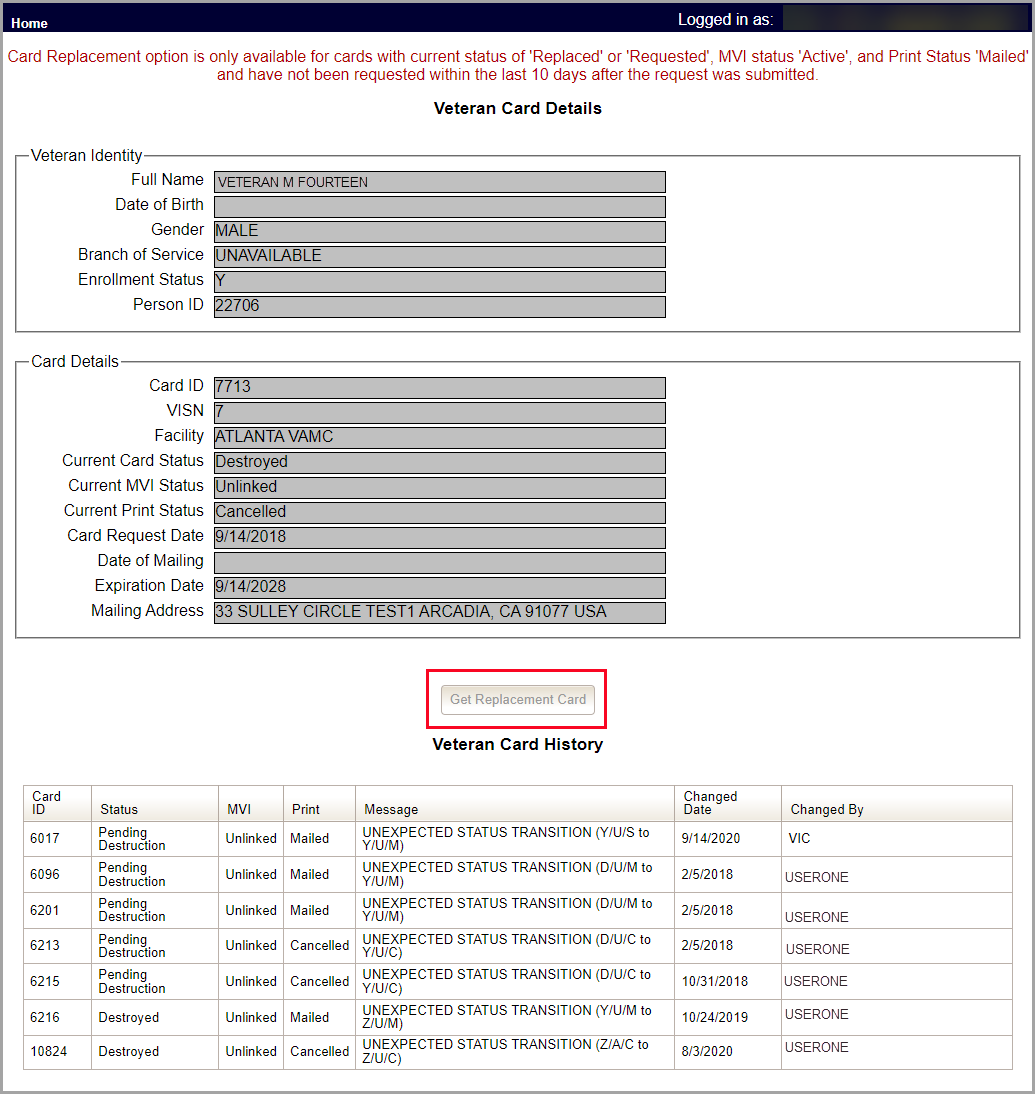 Home
Logged in as:
Card Replacement option is only available for cards with current status of 'Replaced' or 'Requested', MVI status 'Active', and Print Status 'Mailed'
and have not been requested within the last 10 days after the request was submitted.
Veteran Card Details
Veteran Identity
Full Name VETERAN M FOURTEEN
Date of Birth
Gender MALE
Branch of Service UNAVAILABLE
Enrollment Status Y
Person ID 22706
Card Details
Card ID 7713
VISN 7
Facility ATLANTA VAMC
Current Card Status Destroyed
Current MVI Status Unlinked
Current Print Status Cancelled
Card Request Date 9/14/2018
Date of Mailing
Expiration Date 9/14/2028
Mailing Address 33 SULLEY CIRCLE TEST1 ARCADIA, CA 91077 USA
Get Replacement Card
Veteran Card History
Card ID Status MVI Print Message Changed Date Changed By
6017 Pending Destruction Unlinked Mailed UNEXPECTED STATUS TRANSITION (Y/U/S to Y/U/M) 9/14/2020 VIC
6096 Pending Destruction Unlinked Mailed UNEXPECTED STATUS TRANSITION (D/U/M to Y/U/M) 2/5/2018 USERONE
6201 Pending Destruction Unlinked Mailed UNEXPECTED STATUS TRANSITION (D/U/M to Y/U/M) 2/5/2018 USERONE
6213 Pending Destruction Unlinked Cancelled UNEXPECTED STATUS TRANSITION (D/U/C to Y/U/C) 2/5/2018 USERONE
6215 Pending Destruction Unlinked Cancelled UNEXPECTED STATUS TRANSITION (D/U/C to Y/U/C) 10/31/2018 USERONE
6216 Destroyed Unlinked Mailed UNEXPECTED STATUS TRANSITION (Y/U/M to Z/U/M) 10/24/2019 USERONE
10824 Destroyed Unlinked Cancelled UNEXPECTED STATUS TRANSITION (Z/A/C to Z/U/C) 8/3/2020 USERONE